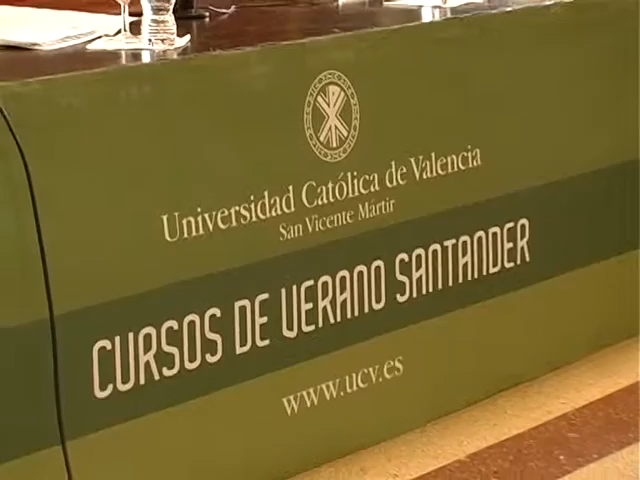 Universidad Católica de Valencia
San Vicente Mártir
CURSOS DE VERANO SANTANDER
www.ucv.es